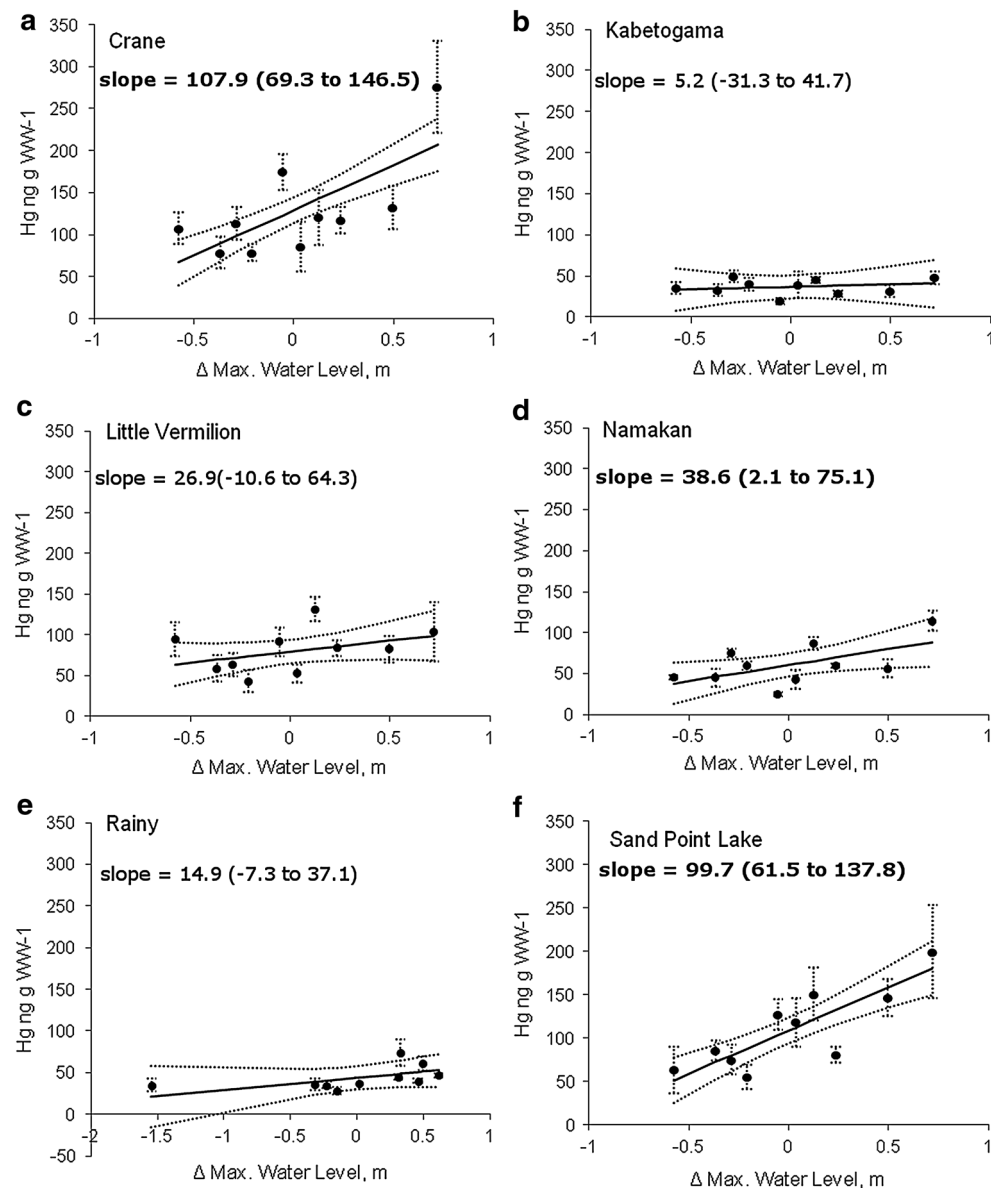 a
Crane
slope = 107.9 (69.3 to 146.5)
Hg ng g WW-1
350
300
250
200
150
100
50
0
-1
-0.5
0
0.5
1
Δ Max. Water Level, m
b
Kabetogama
slope = 5.2 (-31.3 to 41.7)
Hg ng g WW-1
350
300
250
200
150
100
50
0
-1
-0.5
0
0.5
1
Δ Max. Water Level, m
c
Little Vermilion
slope = 26.9(-10.6 to 64.3)
Hg ng g WW-1
350
300
250
200
150
100
50
0
-1
-0.5
0
0.5
1
Δ Max. Water Level, m
d
Namakan
slope = 38.6 (2.1 to 75.1)
Hg ng g WW-1
350
300
250
200
150
100
50
0
-1
-0.5
0
0.5
1
Δ Max. Water Level, m
e
Rainy
slope = 14.9 (-7.3 to 37.1)
Hg ng g WW-1
350
300
250
200
150
100
50
0
-50
-2
-1.5
-1
-0.5
0
0.5
1
Δ Max. Water Level, m
f
Sand Point Lake
slope = 99.7 (61.5 to 137.8)
Hg ng g WW-1
350
300
250
200
150
100
50
0
-1
-0.5
0
0.5
1
Δ Max. Water Level, m